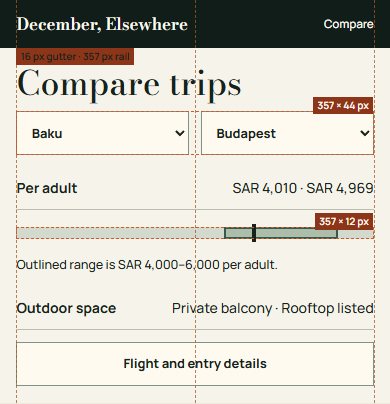 December, Elsewhere Compare
16 px gutter · 357 px rail
Compare trips
357 × 44 px
Baku Budapest
Per adult SAR 4,010 · SAR 4,969
357 × 12 px
Outlined range is SAR 4,000–6,000 per adult.
Outdoor space Private balcony · Rooftop listed
Flight and entry details